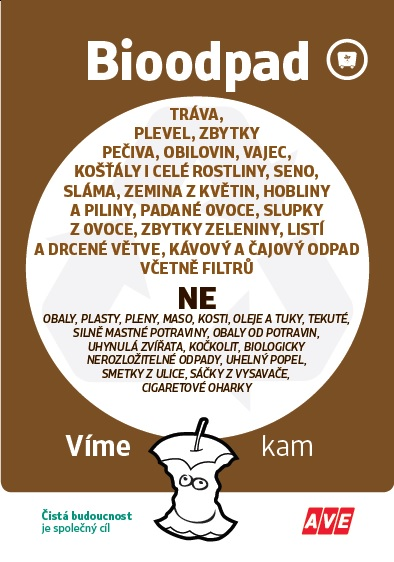 Bioodpad
TRÁVA,
PLEVEL, ZBYTKY
PEČIVA, OBILOVIN, VAJEC,
KOŠŤÁLY I CELÉ ROSTLINY, SENO,
SLÁMA, ZEMINA Z KVĚTIN, HOBLINY
A PILINY, PADANÉ OVOCE, SLUPKY
Z OVOCE, ZBYTKY ZELENINY, LISTÍ
A DRCENÉ VĚTVE, KÁVOVÝ A ČAJOVÝ ODPAD
VČETNĚ FILTRŮ
NE
OBALY, PLASTY, PLENY, MASO, KOSTI, OLEJE A TUKY, TEKUTÉ,
SILNĚ MASTNÉ POTRAVINY, OBALY OD POTRAVIN,
UHYNULÁ ZVÍŘATA, KOČKOLIT, BIOLOGICKY
NEROZLOŽITELNÉ ODPADY, UHELNÝ POPEL,
SMETKY Z ULICE, SÁČKY Z VYSAVAČE,
CIGARETOVÉ OHARKY
Víme kam
Čistá budoucnost
je společný cíl
AVE